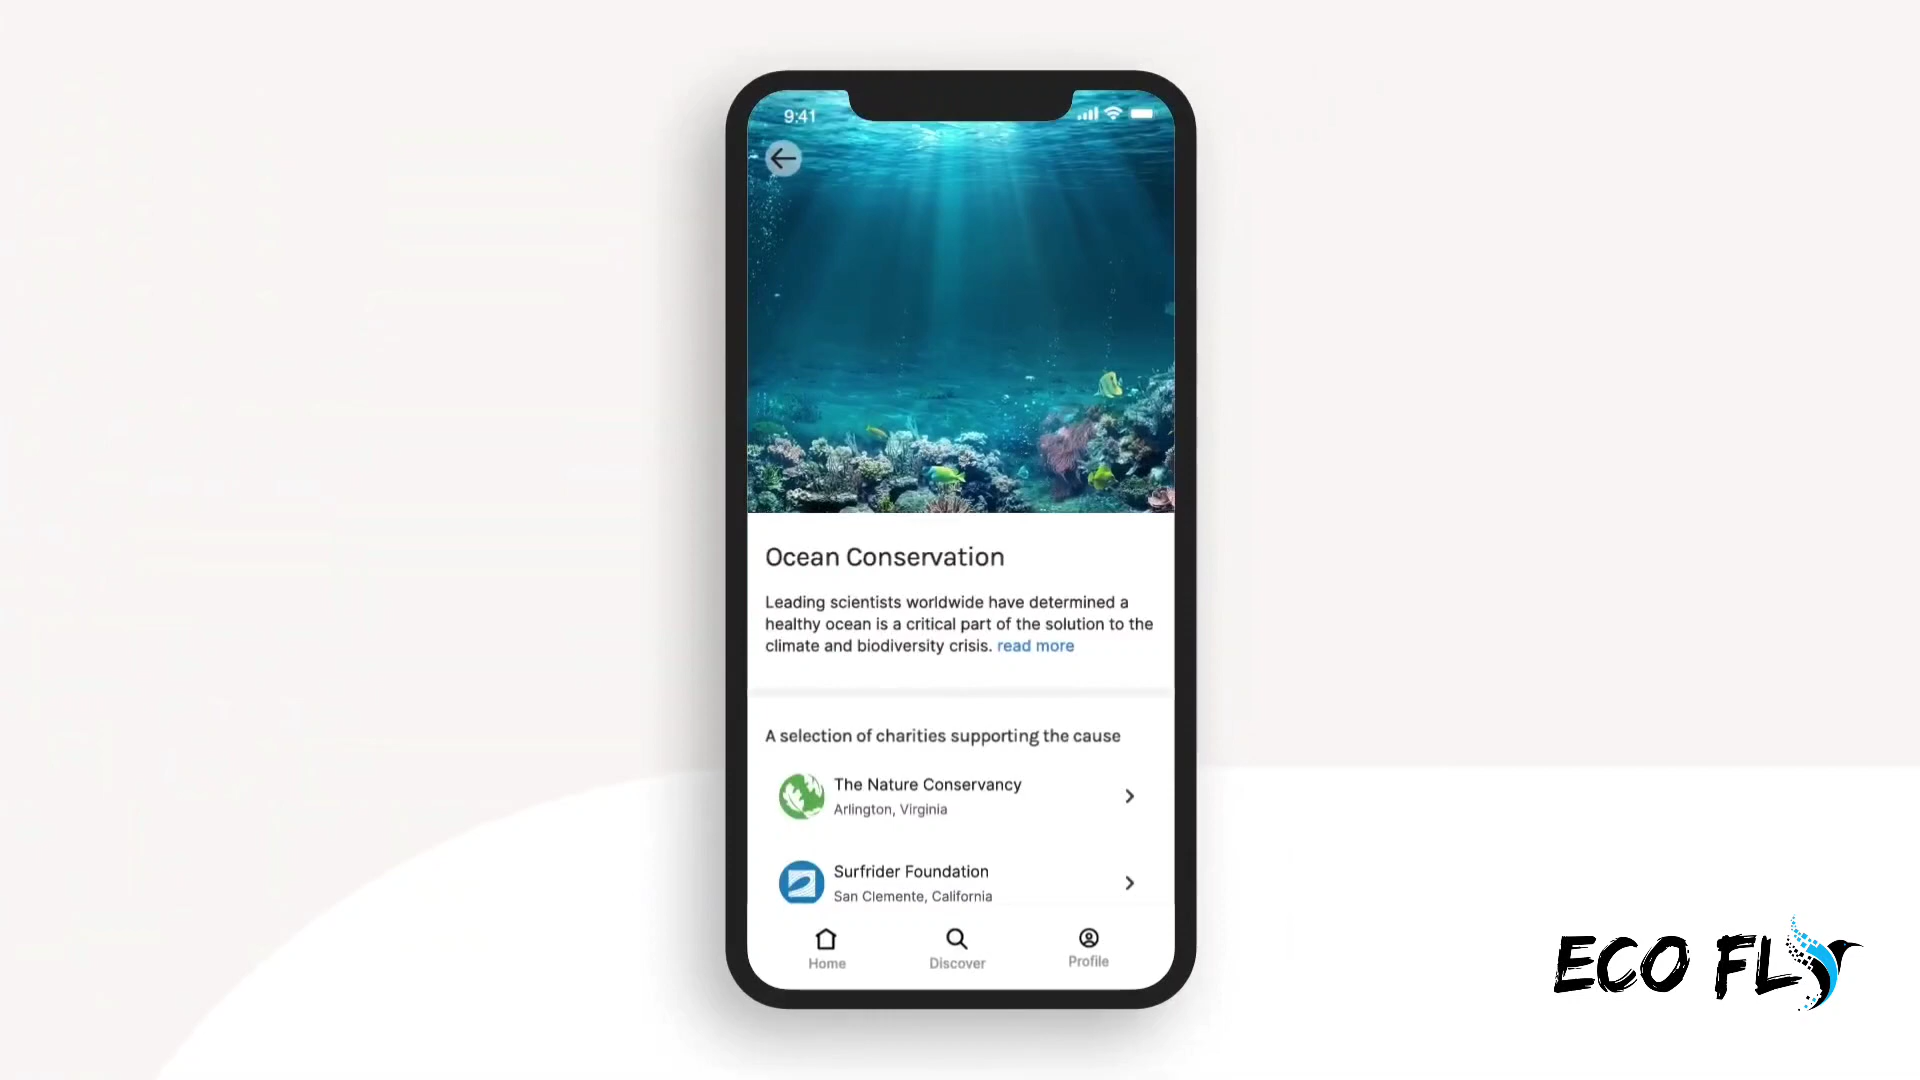 9:41
Ocean Conservation
Leading scientists worldwide have determined a
healthy ocean is a critical part of the solution to the
climate and biodiversity crisis. read more
A selection of charities supporting the cause
The Nature Conservancy
Arlington, Virginia
Surfrider Foundation
San Clemente, California
Home
Discover
Profile
ECO FLY